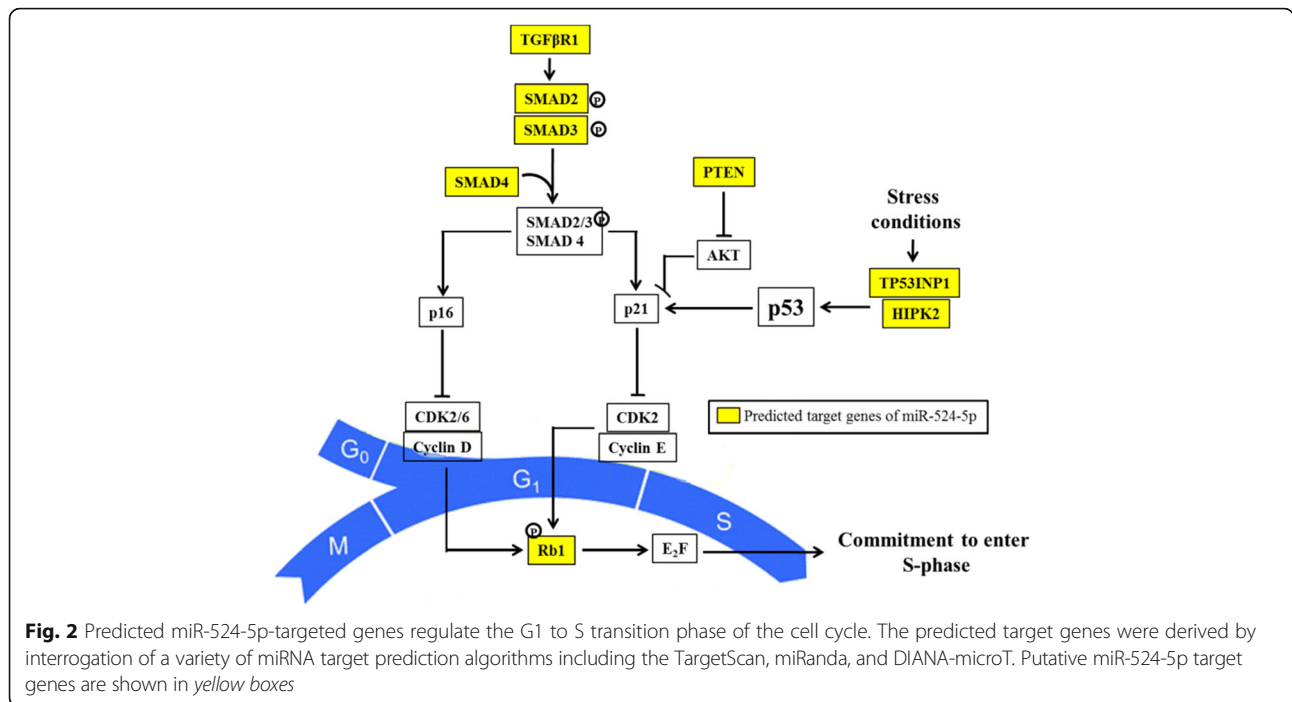 TGFβR1
SMAD2 P
SMAD3 P
SMAD4
PTEN
Stress
conditions
SMAD2/3 P
SMAD 4
AKT
TP53INP1
HIPK2
p16
p21
p53
CDK2/6
Cyclin D
CDK2
Cyclin E
Predicted target genes of miR-524-5p
G0
G1
S
M
P
Rb1
E2F
Commitment to enter
S-phase
Fig. 2 Predicted miR-524-5p-targeted genes regulate the G1 to S transition phase of the cell cycle. The predicted target genes were derived by
interrogation of a variety of miRNA target prediction algorithms including the TargetScan, miRanda, and DIANA-microT. Putative miR-524-5p target
genes are shown in yellow boxes